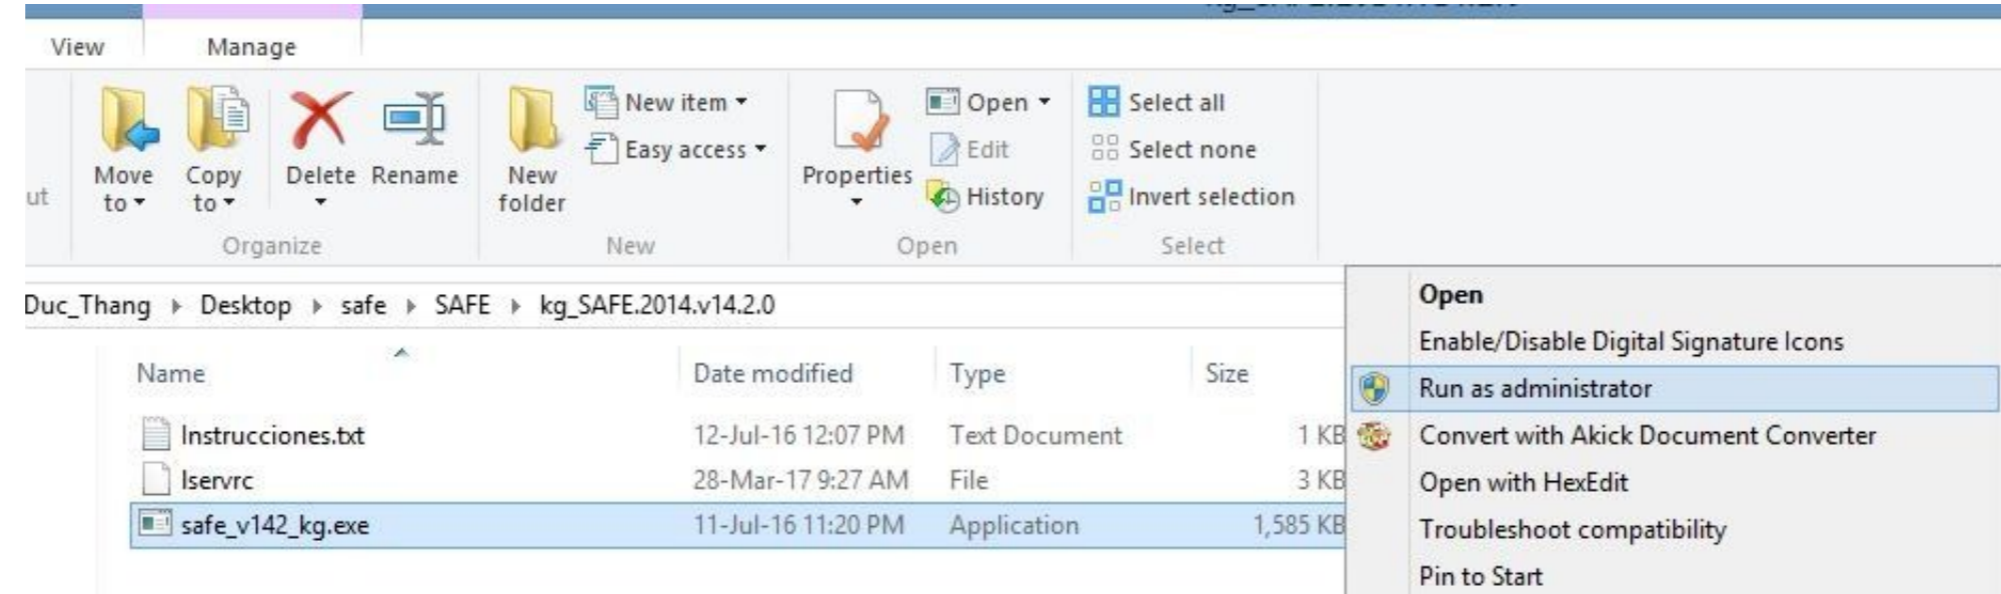 View Manage
New item Open Select all
Easy access Edit Select none
Move to Copy to Delete Rename New folder Properties History Invert selection
ut
Organize New Open Select
Duc_Thang Desktop safe SAFE kg_SAFE.2014.v14.2.0
Name Date modified Type Size
Instrucciones.txt 12-Jul-16 12:07 PM Text Document 1 KB
lservrc 28-Mar-17 9:27 AM File 3 KB
safe_v142_kg.exe 11-Jul-16 11:20 PM Application 1,585 KB
Open
Enable/Disable Digital Signature Icons
Run as administrator
Convert with Akick Document Converter
Open with HexEdit
Troubleshoot compatibility
Pin to Start